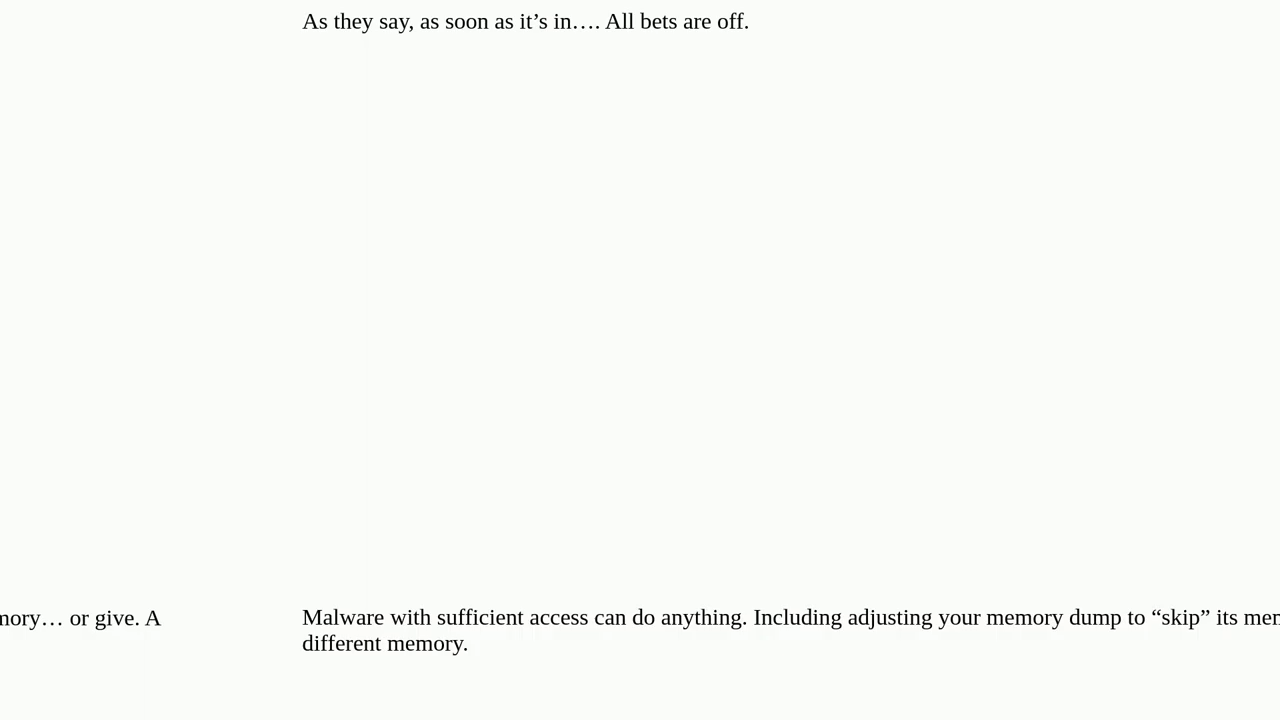 As they say, as soon as it’s in…. All bets are off.
mory… or give. A
Malware with sufficient access can do anything. Including adjusting your memory dump to “skip” its mem
different memory.